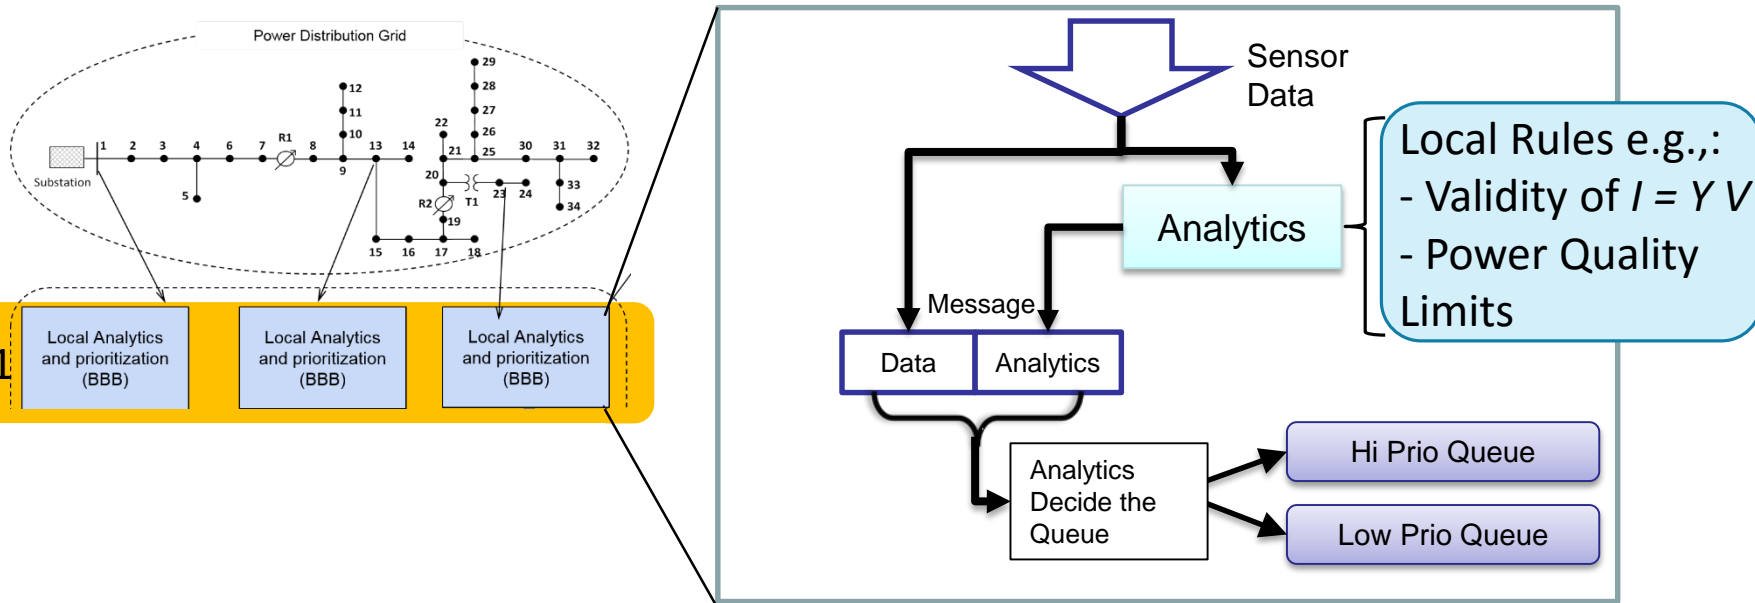 Power Distribution Grid
29
28
27
26
25
12
11
10
22
21
20
1
2
3
4
5
6
7
R1
8
9
13
14
30
31
32
33
34
Substation
23
24
T1
R2
19
15
16
17
18
Local Analytics
and prioritization
(BBB)
Local Analytics
and prioritization
(BBB)
Local Analytics
and prioritization
(BBB)
Sensor
Data
Analytics
Local Rules e.g.,:
- Validity of I = Y V
- Power Quality
Limits
Message
Data
Analytics
Analytics
Decide the
Queue
Hi Prio Queue
Low Prio Queue